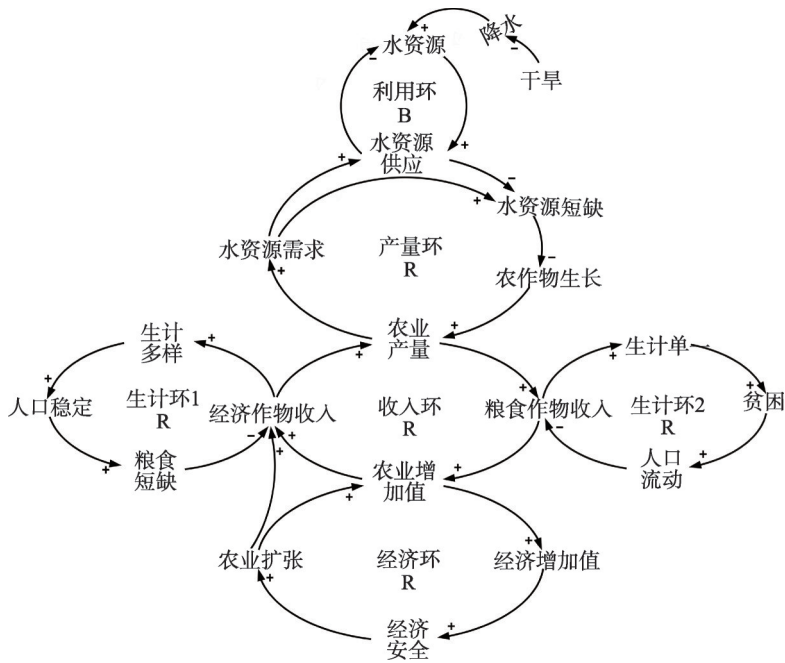 降水
水资源
干旱
利用环
B
水资源
供应
水资源短缺
水资源需求
产量环
R
农作物生长
农业
产量
生计
多样
生计单
人口稳定
生计环1
R
经济作物收入
收入环
R
粮食作物收入
生计环2
R
贫困
粮食
短缺
农业增
加值
人口
流动
农业扩张
经济环
R
经济增加值
经济
安全
+
-
-
+
+
-
+
-
+
+
+
+
+
+
+
-
+
+
+
+
-
+
+
+
+
+
+